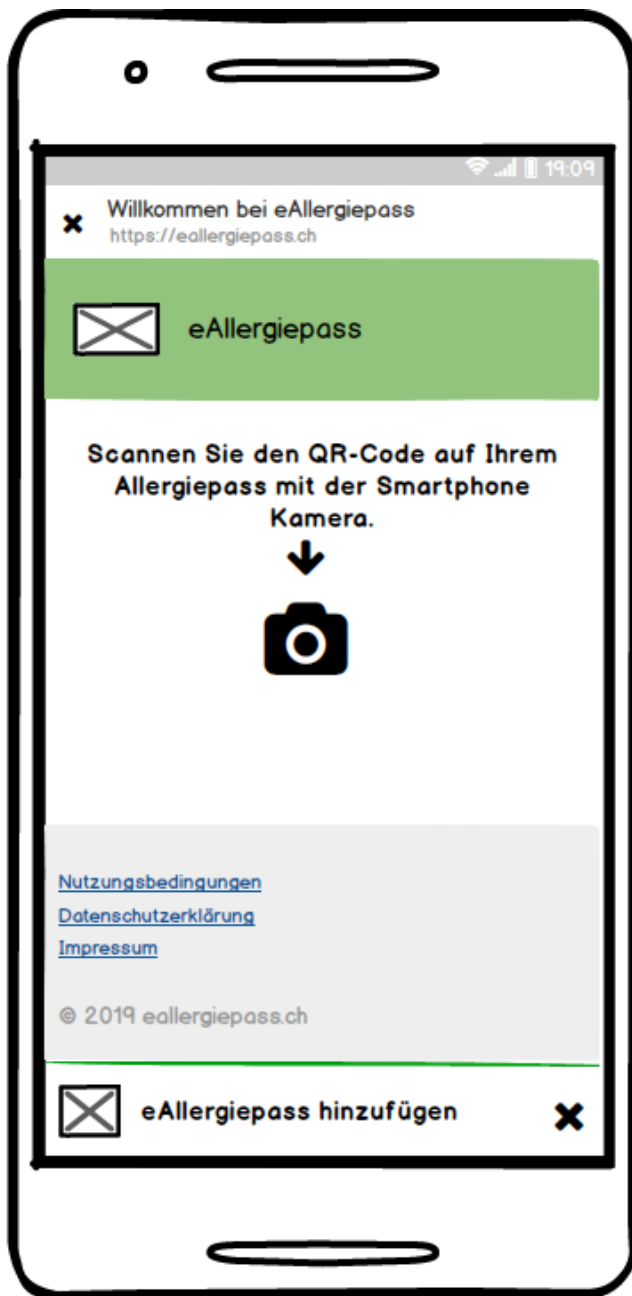 19:09
Willkommen bei eAllergiepass
https://eallergiepass.ch
eAllergiepass
Scannen Sie den QR-Code auf Ihrem
Allergiepass mit der Smartphone
Kamera.
Nutzungsbedingungen
Datenschutzerklärung
Impressum
© 2019 eallergiepass.ch
eAllergiepass hinzufügen